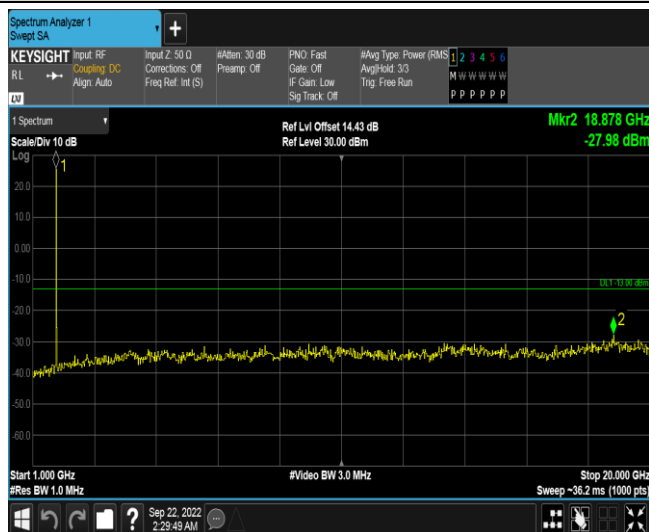 Spectrum Analyzer 1
Swept SA
KEYSIGHT Input: RF Input Z: 50 Ω #Atten: 30 dB PNO: Fast #Avg Type: Power (RMS 1 2 3 4 5 6
RL Coupling: DC Corrections: Off Preamp: Off Gate: Off Avg|Hold: 3/3 M W W W W W
Align: Auto Freq Ref: Int (S) IF Gain: Low Trig: Free Run
LXI Sig Track: Off P P P P P P
1 Spectrum Ref Lvl Offset 14.43 dB Mkr2 18.878 GHz
Scale/Div 10 dB Ref Level 30.00 dBm -27.98 dBm
Log 1
20.0
10.0
0.00
-10.0 DL1 -13.00 dBm
-20.0 2
-30.0
-40.0
-50.0
-60.0
Start 1.000 GHz #Video BW 3.0 MHz Stop 20.000 GHz
#Res BW 1.0 MHz Sweep ~36.2 ms (1000 pts)
? Sep 22, 2022
2:29:49 AM